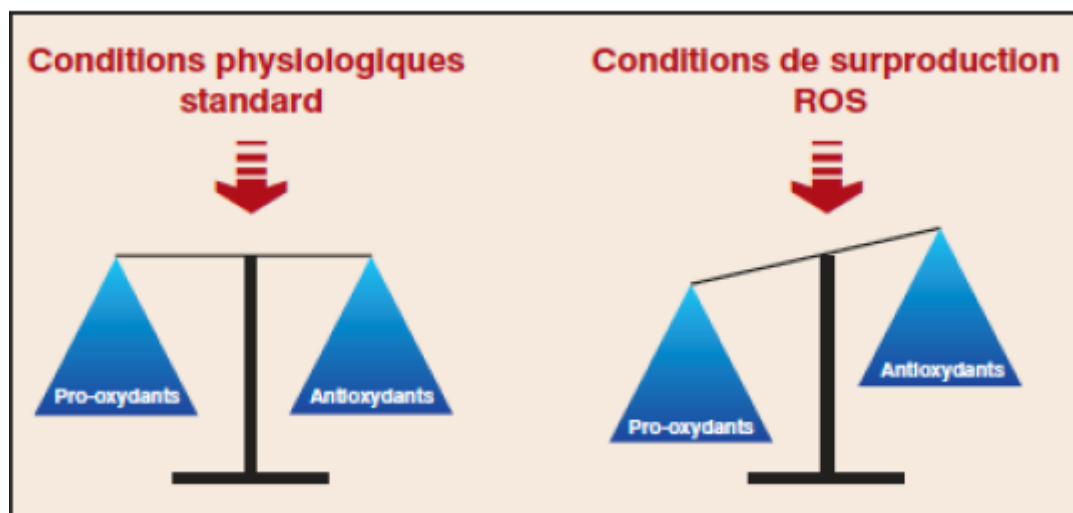 Conditions physiologiques
standard
Pro-oxydants
Antioxydants
Conditions de surproduction
ROS
Pro-oxydants
Antioxydants